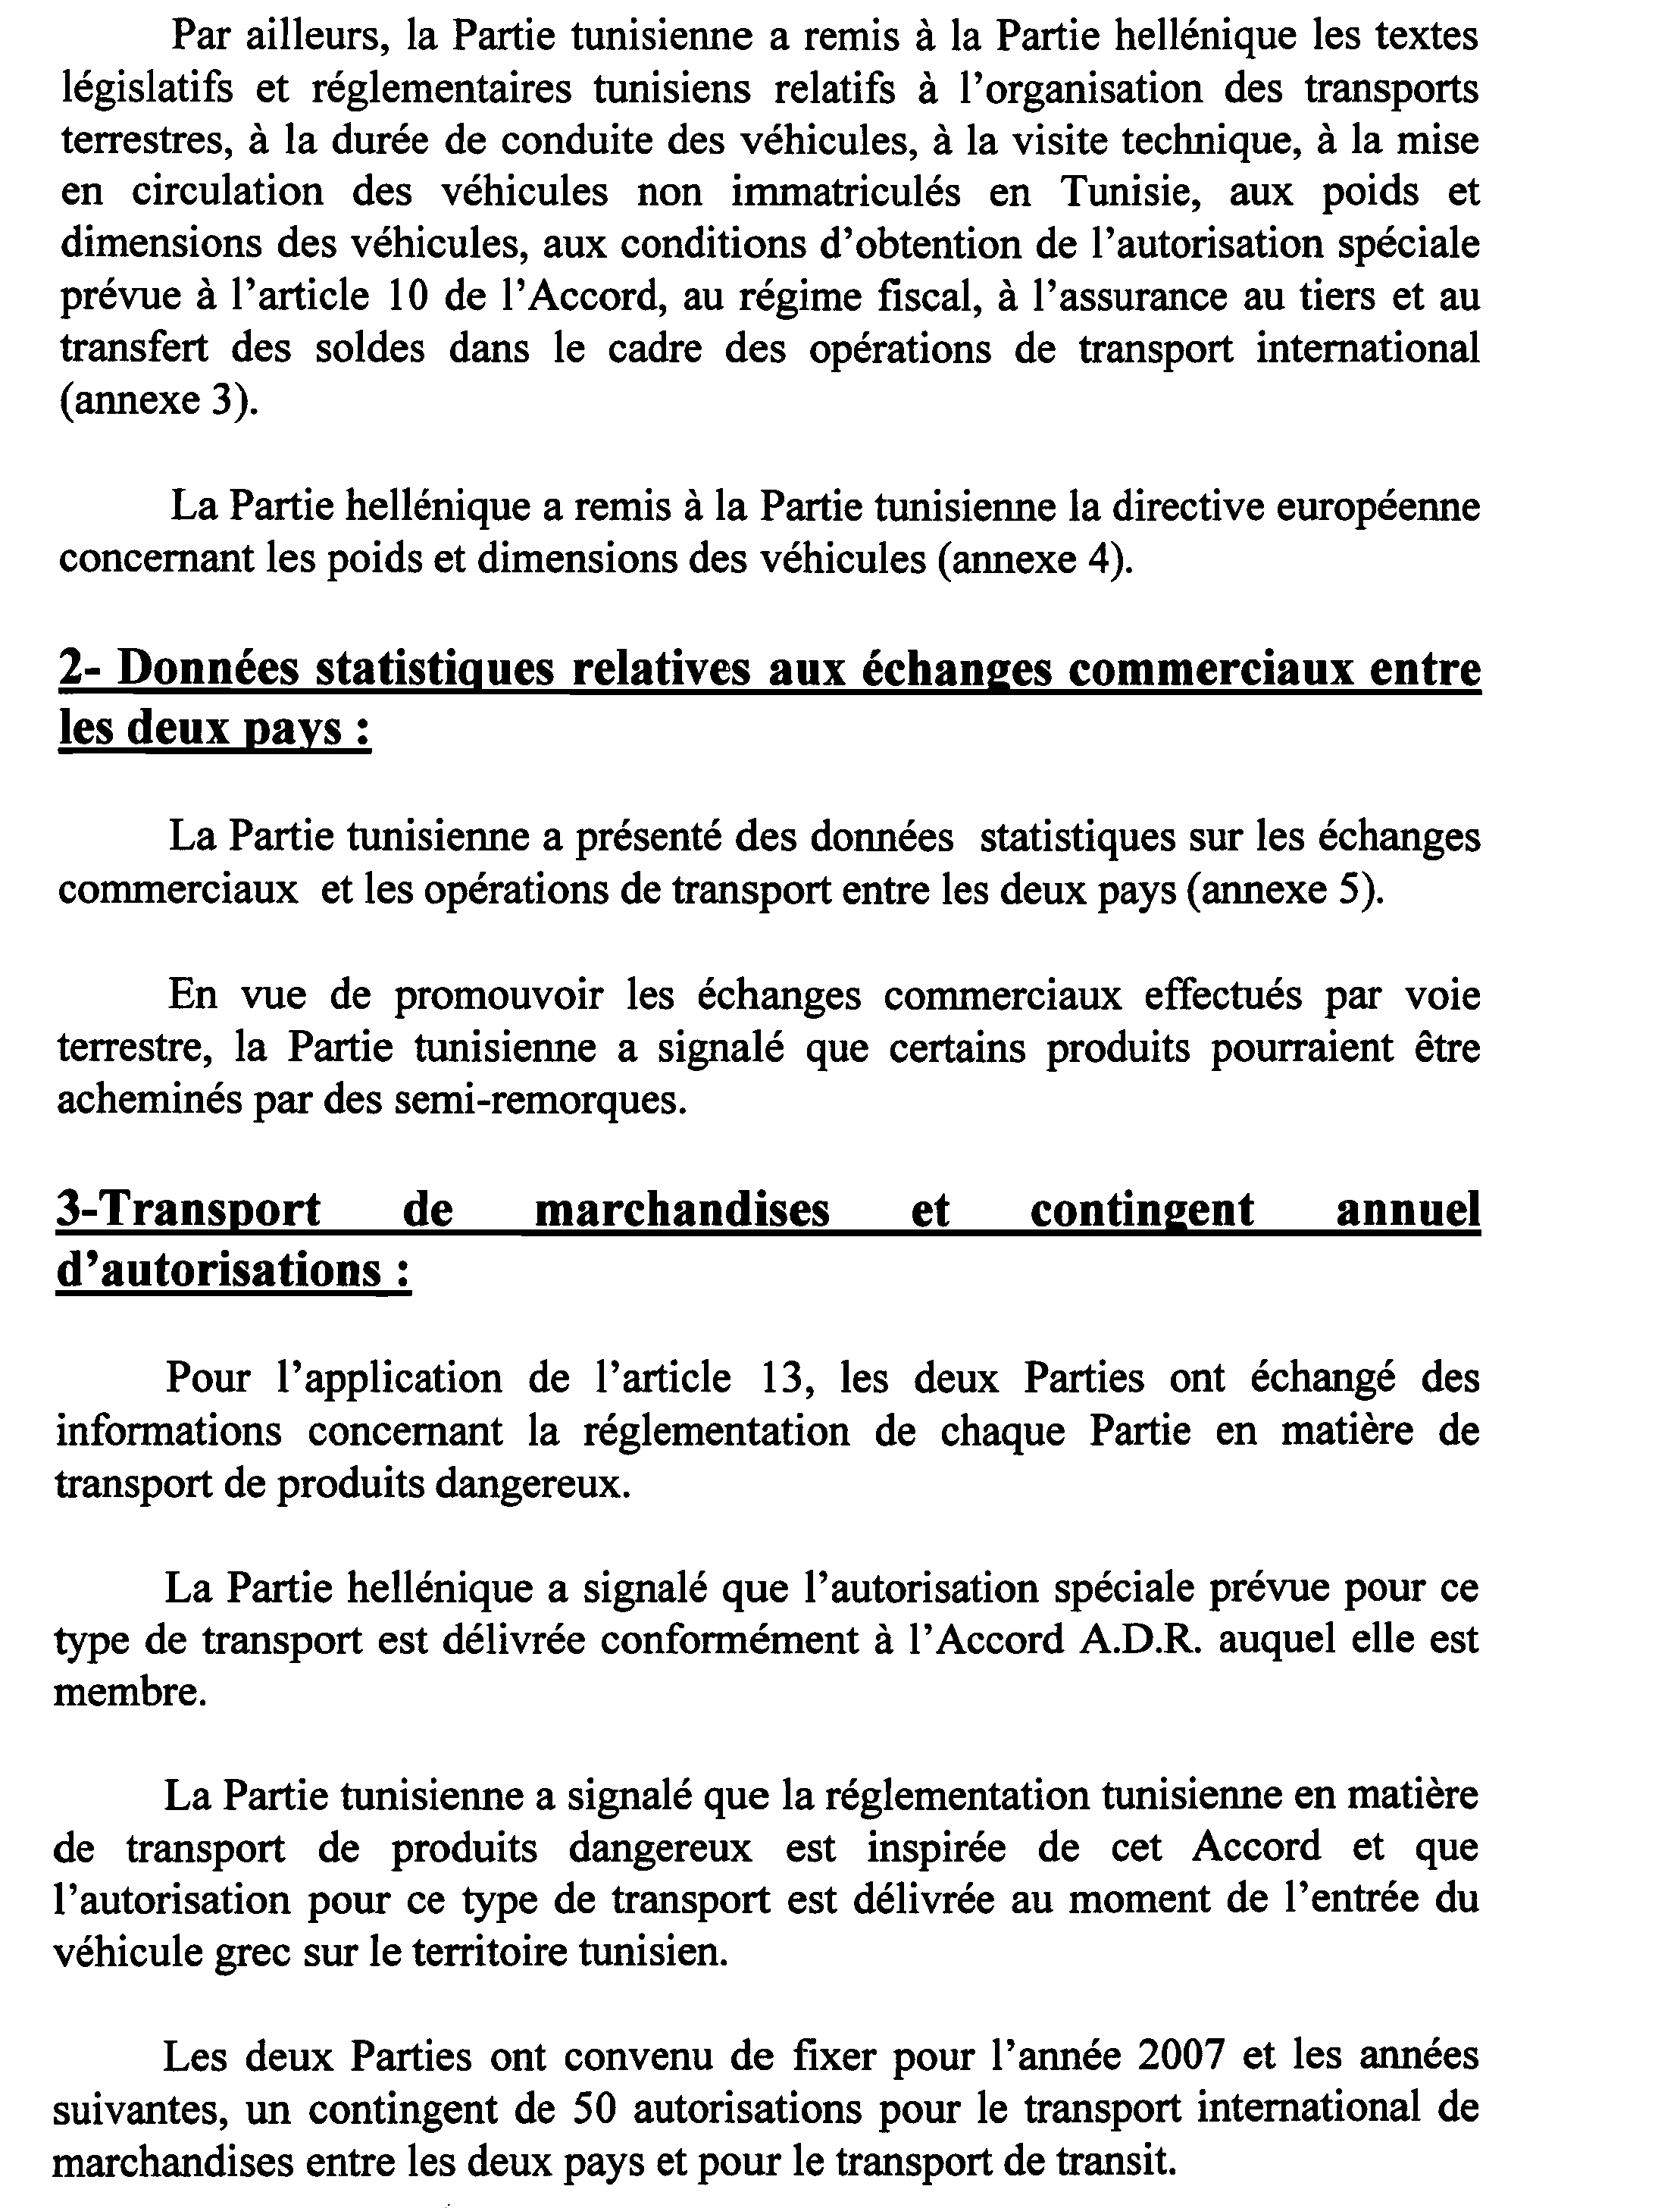 Par ailleurs, la Partie tunisienne a remis à la Partie hellénique les textes
législatifs et réglementaires tunisiens relatifs à l'organisation des transports
terrestres, à la durée de conduite des véhicules, à la visite technique, à la mise
en circulation des véhicules non immatriculés en Tunisie, aux poids et
dimensions des véhicules, aux conditions d'obtention de l'autorisation spéciale
prévue à l'article 10 de l'Accord, au régime fiscal, à l'assurance au tiers et au
transfert des soldes dans le cadre des opérations de transport international
(annexe 3).
La Partie hellénique a remis à la Partie tunisienne la directive européenne
concernant les poids et dimensions des véhicules (annexe 4).
2- Données statistiques relatives aux échanges commerciaux entre
les deux pays :
La Partie tunisienne a présenté des données statistiques sur les échanges
commerciaux et les opérations de transport entre les deux pays (annexe 5).
En vue de promouvoir les échanges commerciaux effectués par voie
terrestre, la Partie tunisienne a signalé que certains produits pourraient être
acheminés par des semi-remorques.
3-Transport de marchandises et contingent annuel
d'autorisations :
Pour l'application de l'article 13, les deux Parties ont échangé des
informations concernant la réglementation de chaque Partie en matière de
transport de produits dangereux.
La Partie hellénique a signalé que l'autorisation spéciale prévue pour ce
type de transport est délivrée conformément à l'Accord A.D.R. auquel elle est
membre.
La Partie tunisienne a signalé que la réglementation tunisienne en matière
de transport de produits dangereux est inspirée de cet Accord et que
l'autorisation pour ce type de transport est délivrée au moment de l'entrée du
véhicule grec sur le territoire tunisien.
Les deux Parties ont convenu de fixer pour l'année 2007 et les années
suivantes, un contingent de 50 autorisations pour le transport international de
marchandises entre les deux pays et pour le transport de transit.